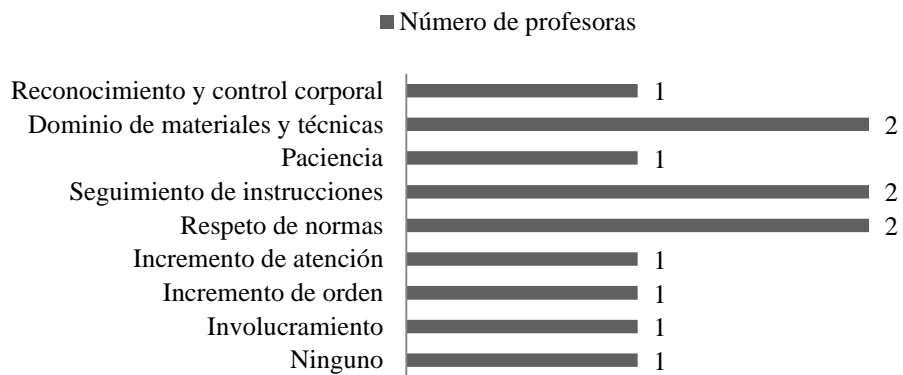 Número de profesoras
Reconocimiento y control corporal 1
Dominio de materiales y técnicas 2
Paciencia 1
Seguimiento de instrucciones 2
Respeto de normas 2
Incremento de atención 1
Incremento de orden 1
Involucramiento 1
Ninguno 1